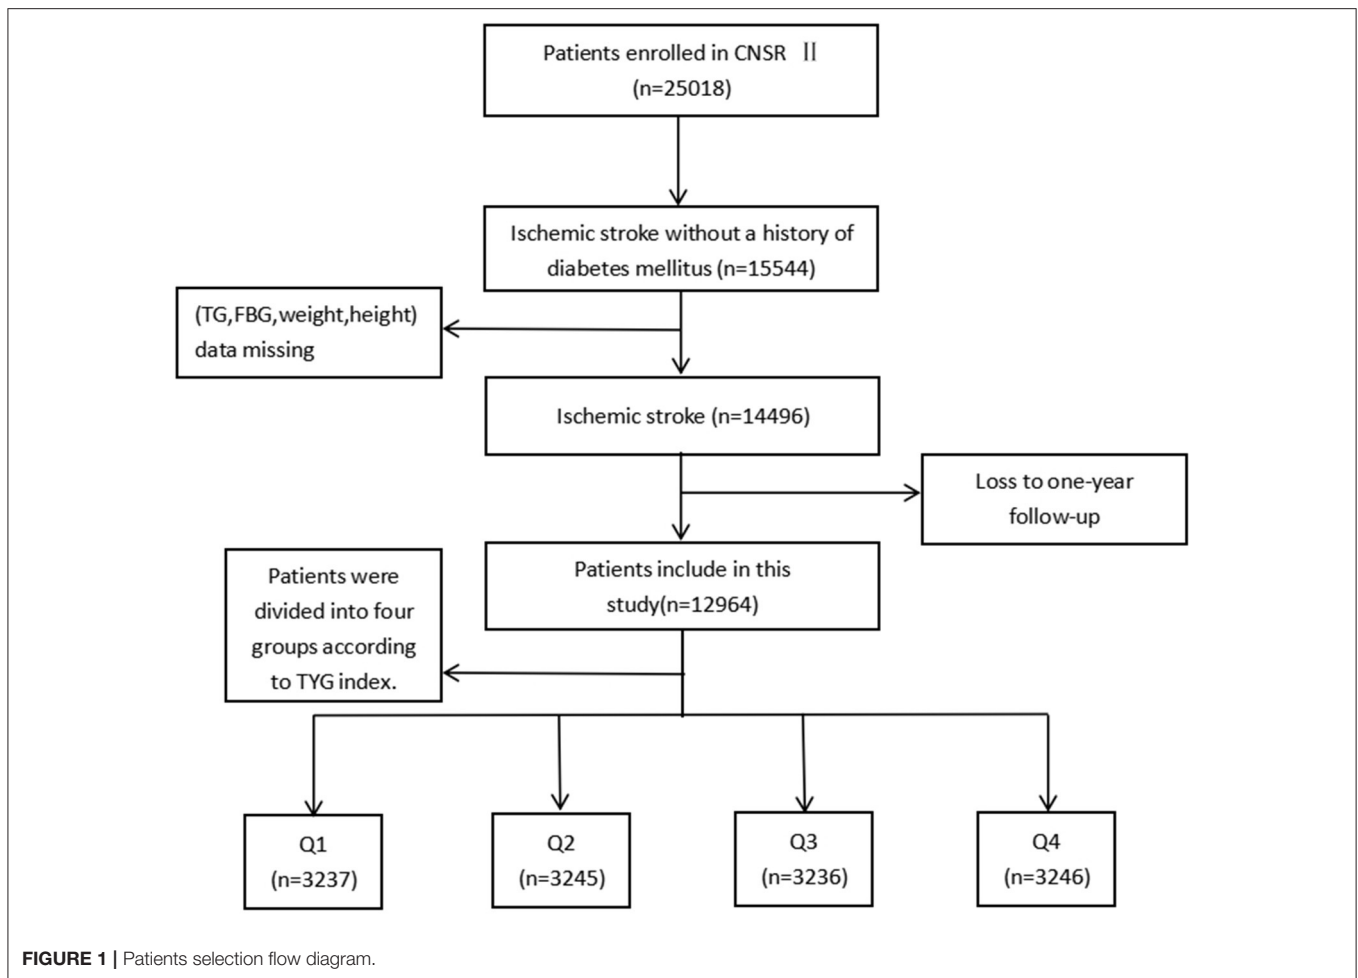 Patients enrolled in CNSR Ⅱ
(n=25018)
Ischemic stroke without a history of
diabetes mellitus (n=15544)
(TG,FBG,weight,height)
data missing
Ischemic stroke (n=14496)
Loss to one-year
follow-up
Patients include in this
study(n=12964)
Patients were
divided into four
groups according
to TYG index.
Q1
(n=3237)
Q2
(n=3245)
Q3
(n=3236)
Q4
(n=3246)
FIGURE 1 | Patients selection flow diagram.